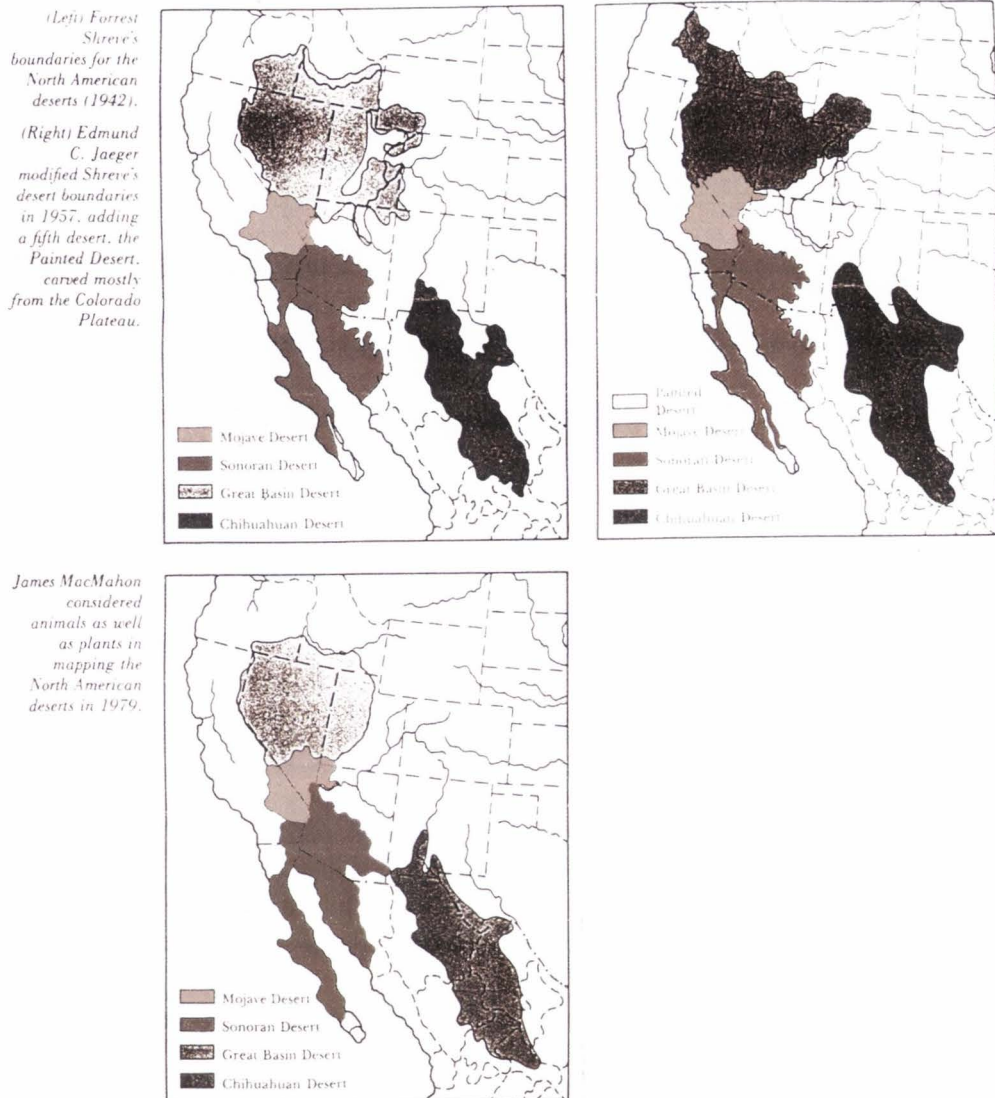 (Left) Forrest
Shreve's
boundaries for the
North American
deserts (1942).
(Right) Edmund
C. Jaeger
modified Shreve's
desert boundaries
in 1957, adding
a fifth desert, the
Painted Desert,
carved mostly
from the Colorado
Plateau.
Mojave Desert
Sonoran Desert
Great Basin Desert
Chihuahuan Desert
Painted
Desert
Mojave Desert
Sonoran Desert
Great Basin Desert
Chihuahuan Desert
James MacMahon
considered
animals as well
as plants in
mapping the
North American
deserts in 1979.
Mojave Desert
Sonoran Desert
Great Basin Desert
Chihuahuan Desert